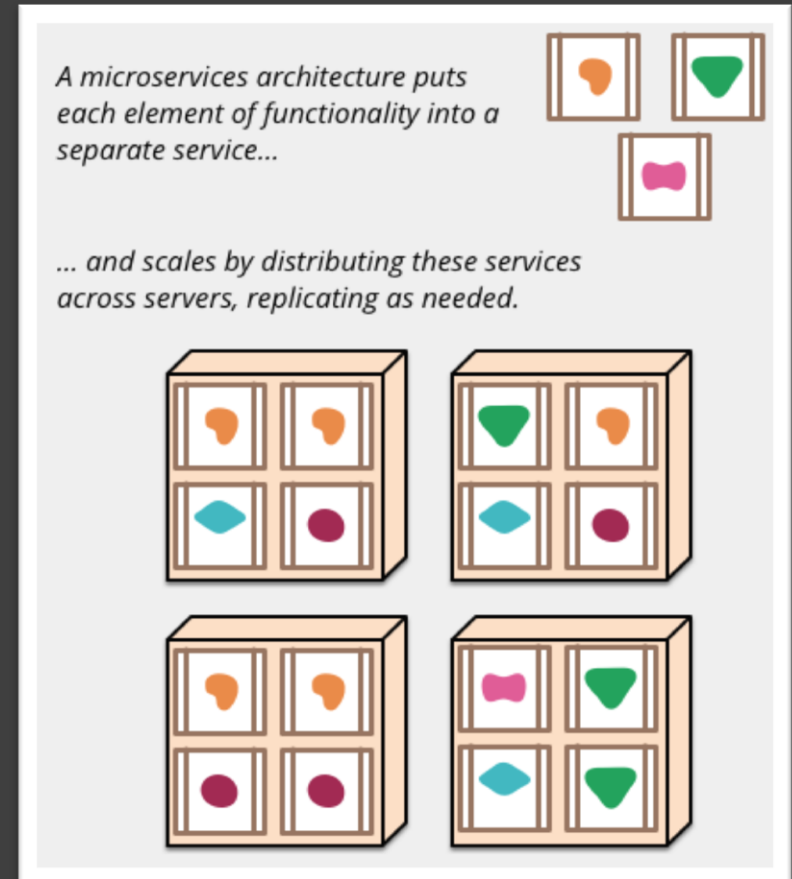 A microservices architecture puts
each element of functionality into a
separate service...
... and scales by distributing these services
across servers, replicating as needed.